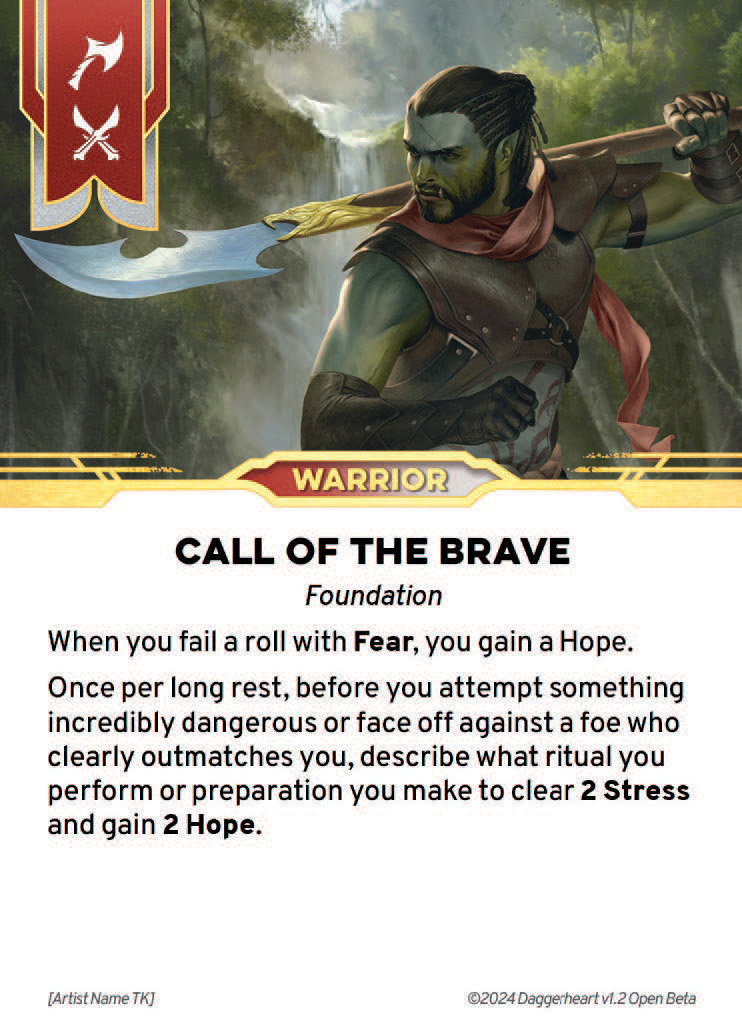 WARRIOR
CALL OF THE BRAVE
Foundation
When you fail a roll with Fear, you gain a Hope.
Once per long rest, before you attempt something
incredibly dangerous or face off against a foe who
clearly outmatches you, describe what ritual you
perform or preparation you make to clear 2 Stress
and gain 2 Hope.
[Artist Name TK]
©2024 Daggerheart v1.2 Open Beta